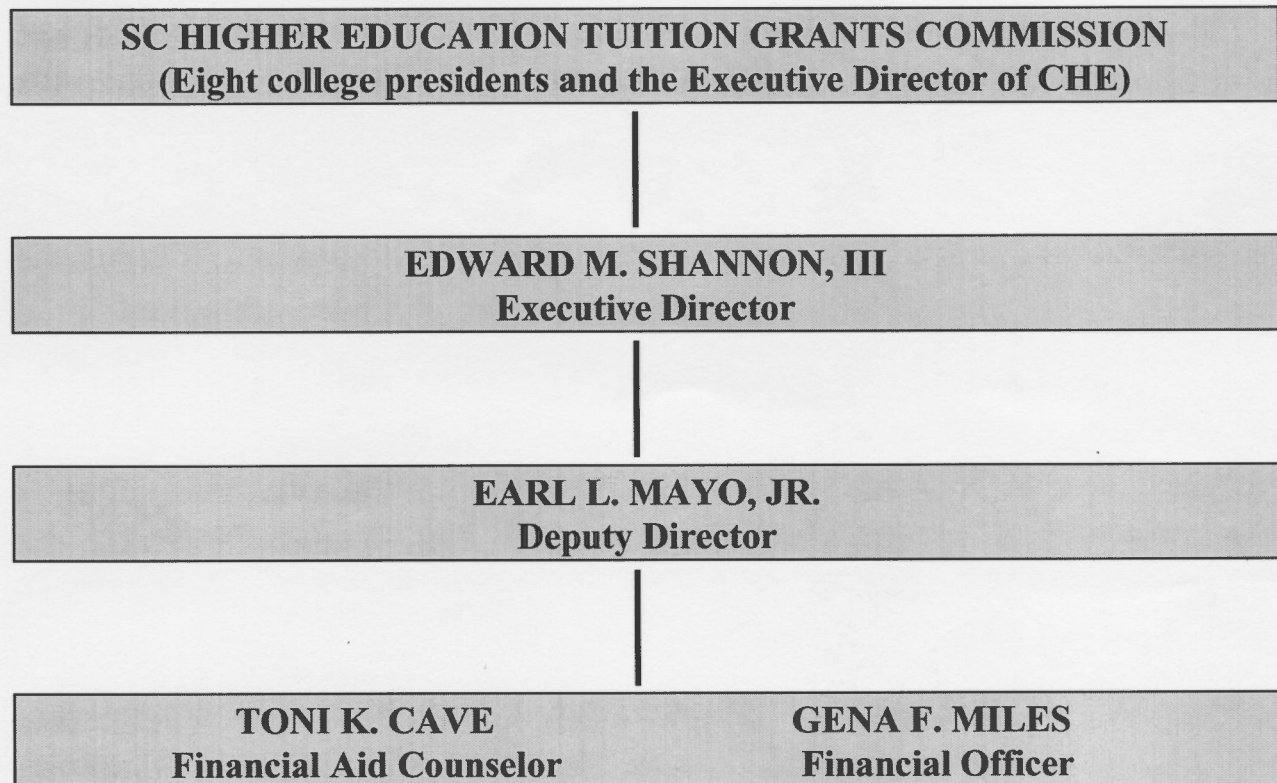 SC HIGHER EDUCATION TUITION GRANTS COMMISSION
(Eight college presidents and the Executive Director of CHE)
EDWARD M. SHANNON, III
Executive Director
EARL L. MAYO, JR.
Deputy Director
TONI K. CAVE
Financial Aid Counselor
GENA F. MILES
Financial Officer